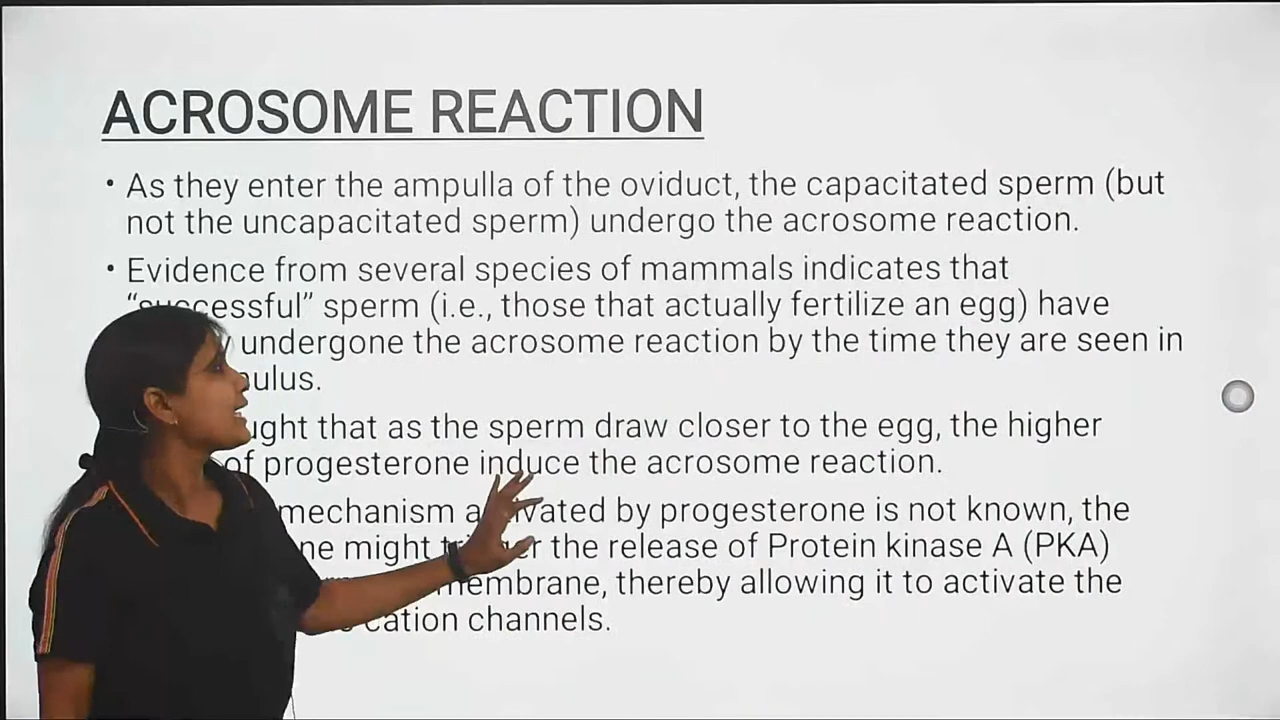 ACROSOME REACTION
• As they enter the ampulla of the oviduct, the capacitated sperm (but
not the uncapacitated sperm) undergo the acrosome reaction.
• Evidence from several species of mammals indicates that
“successful” sperm (i.e., those that actually fertilize an egg) have
undergone the acrosome reaction by the time they are seen in
that as the sperm draw closer to the egg, the higher
of progesterone induce the acrosome reaction.
mechanism activated by progesterone is not known, the
might trigger the release of Protein kinase A (PKA)
membrane, thereby allowing it to activate the
cation channels.